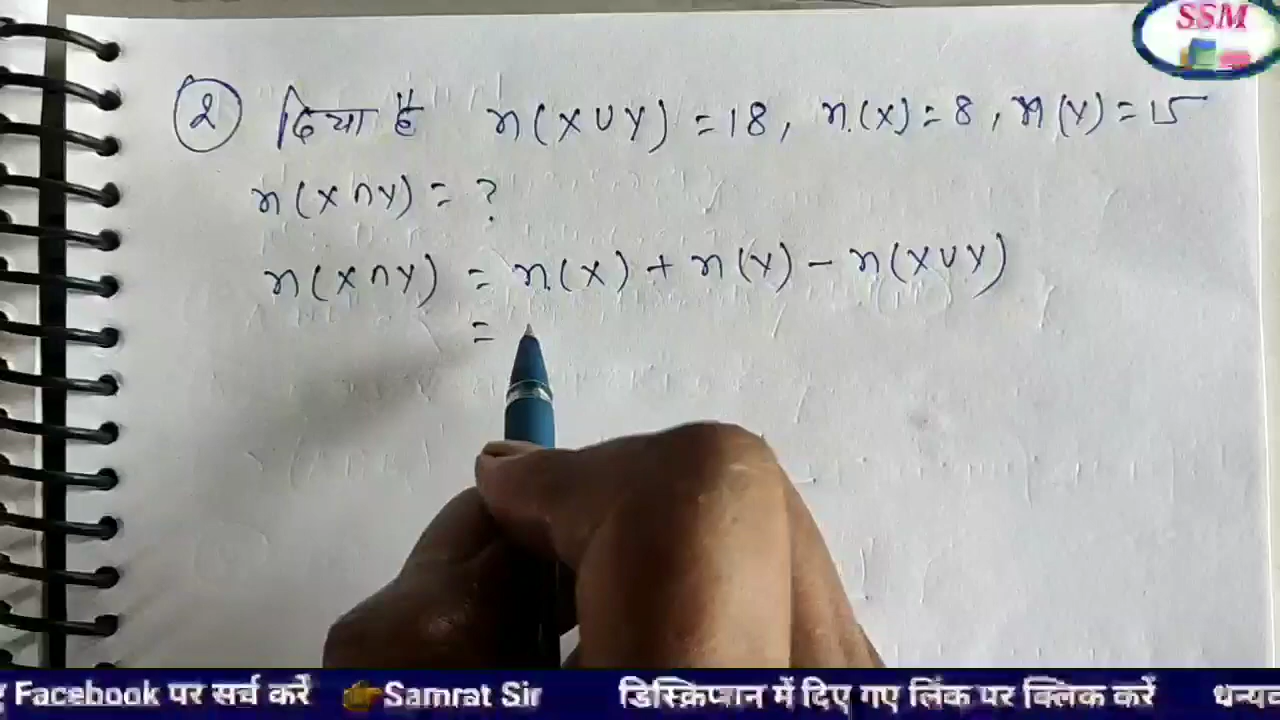 SSM
2 दिया है n(X∪Y) = 18, n(X) = 8, n(Y) = 15
n(X∩Y) = ?
n(X∩Y) = n(X) + n(Y) - n(X∪Y)
=
Facebook पर सर्च करें 👉Samrat Sir डिस्क्रिप्शन में दिए गए लिंक पर क्लिक करें